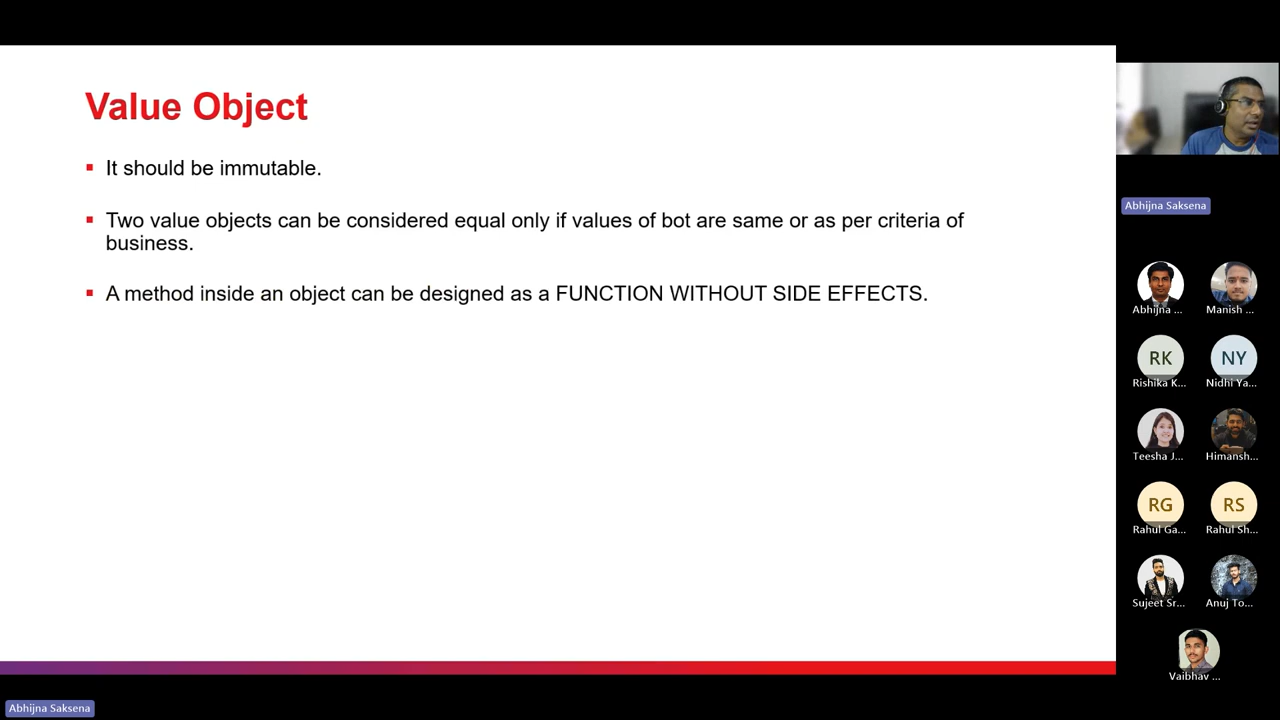 Value Object
▪ It should be immutable.
▪ Two value objects can be considered equal only if values of bot are same or as per criteria of
business.
▪ A method inside an object can be designed as a FUNCTION WITHOUT SIDE EFFECTS.
Abhijna Saksena
Abhijna ...
Manish ...
RK
NY
Rishika K...
Nidhi Ya...
Teesha J...
Himansh...
RG
RS
Rahul Ga...
Rahul Sh...
Sujeet Sr...
Anuj To...
Vaibhav ...
Abhijna Saksena